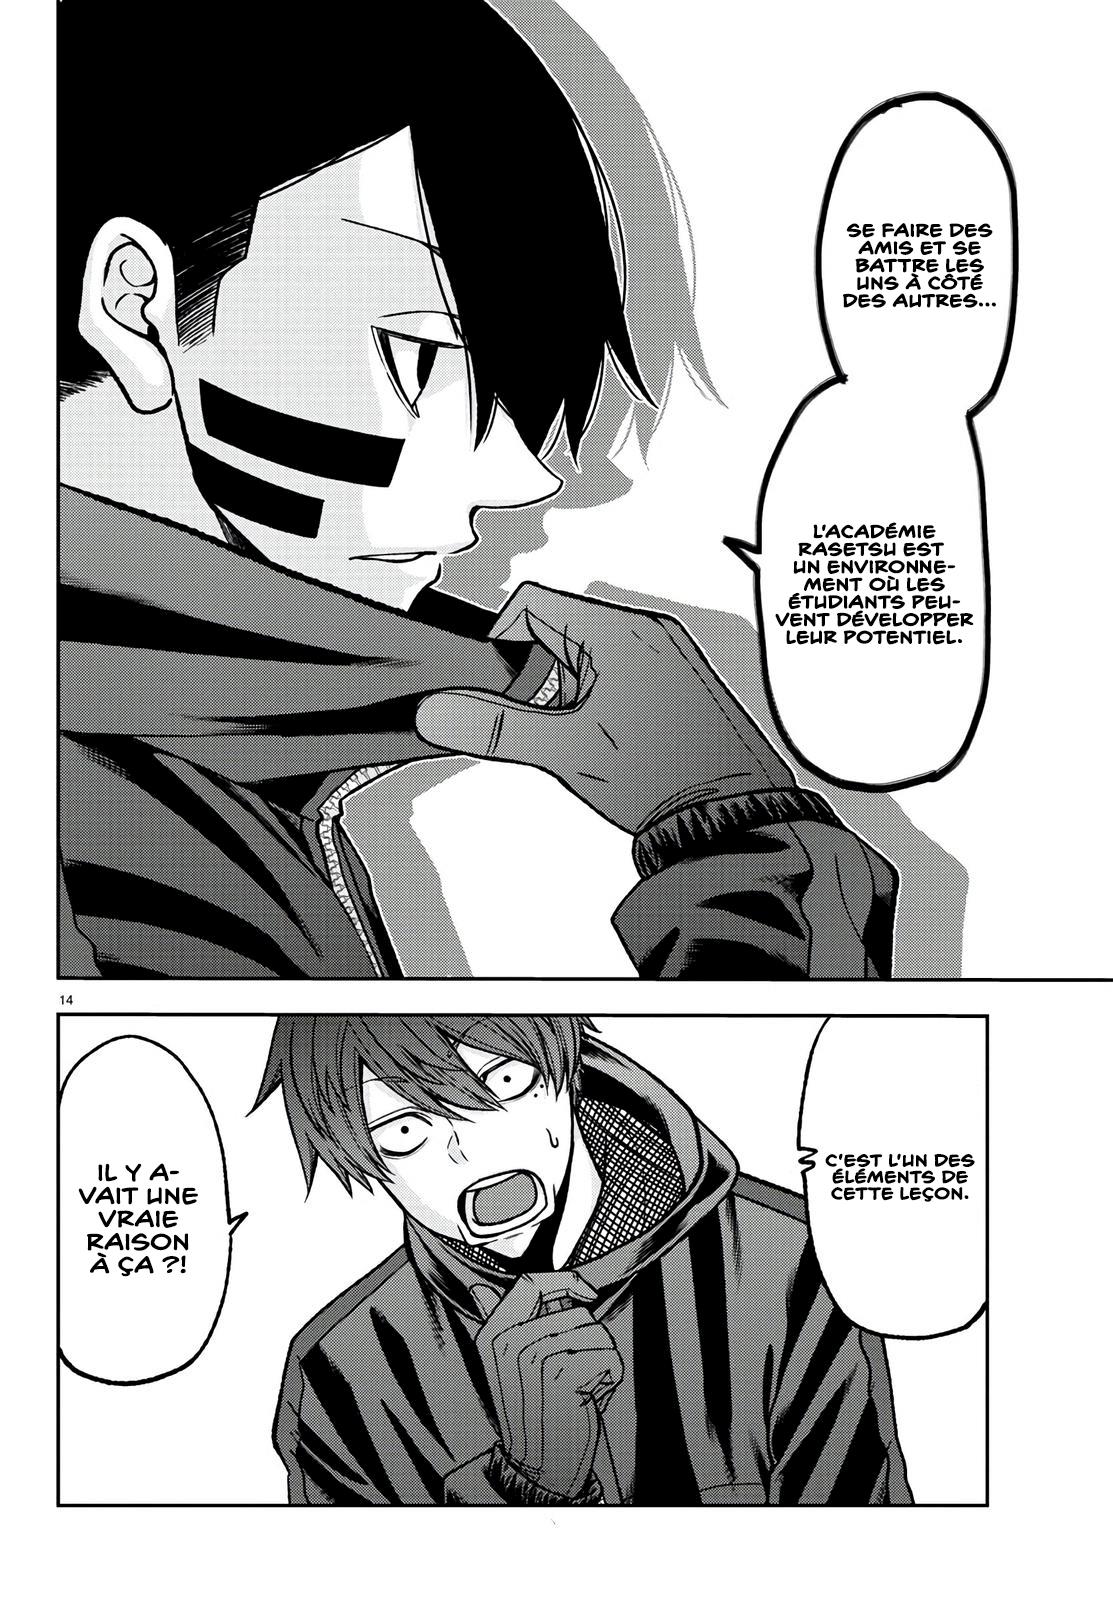 SE FAIRE DES
AMIS ET SE
BATTRE LES
UNS À CÔTÉ
DES AUTRES...
L'ACADÉMIE
RASETSU EST
UN ENVIRONNE-
MENT OÙ LES
ÉTUDIANTS PEU-
VENT DÉVELOPPER
LEUR POTENTIEL.
14
C'EST L'UN DES
ÉLÉMENTS DE
CETTE LEÇON.
IL Y A-
VAIT UNE
VRAIE
RAISON
À ÇA ?!